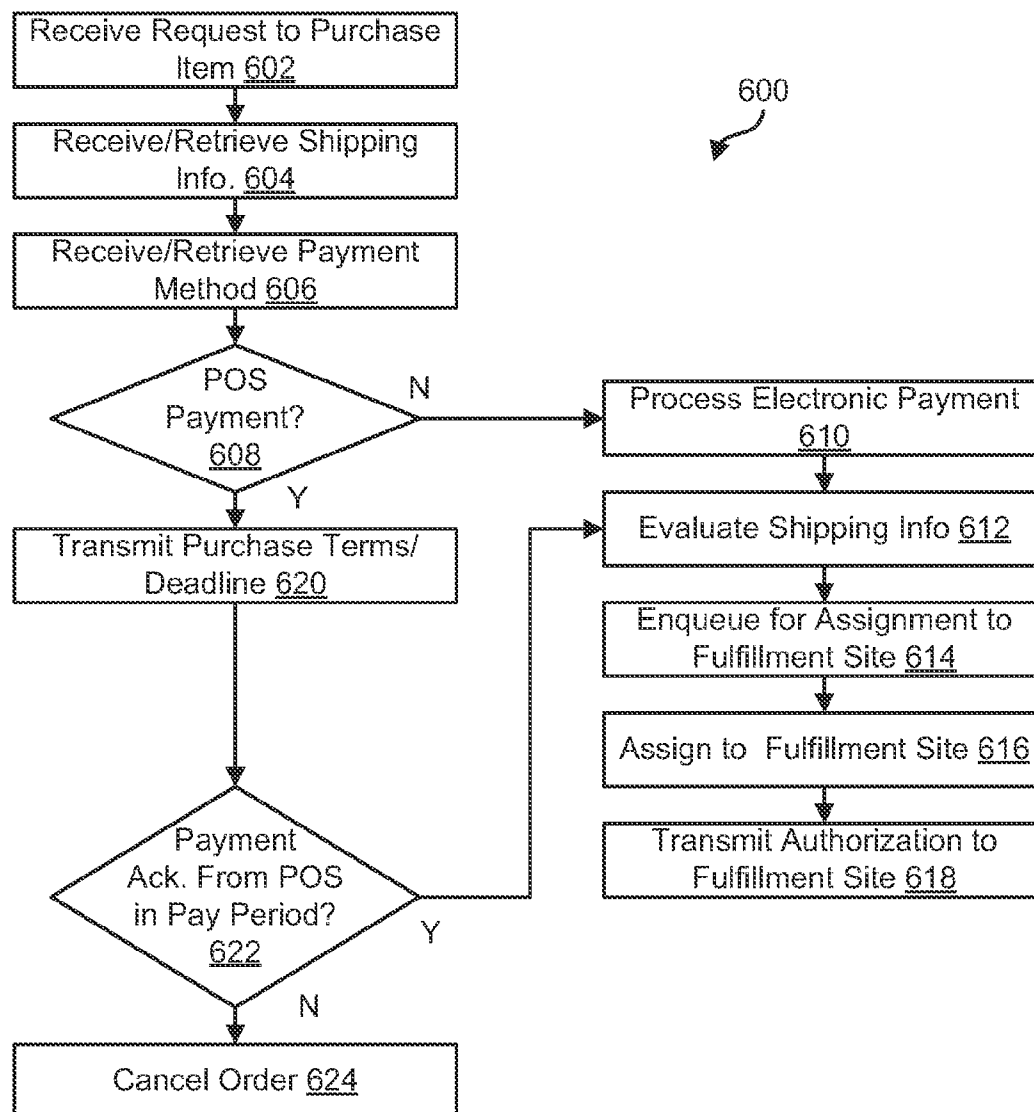 Receive Request to Purchase
Item 602
600
Receive/Retrieve Shipping
Info. 604
Receive/Retrieve Payment
Method 606
POS
Payment?
608
N
Y
Process Electronic Payment
610
Evaluate Shipping Info 612
Enqueue for Assignment to
Fulfillment Site 614
Assign to Fulfillment Site 616
Transmit Authorization to
Fulfillment Site 618
Transmit Purchase Terms/
Deadline 620
Payment
Ack. From POS
in Pay Period?
622
Y
N
Cancel Order 624